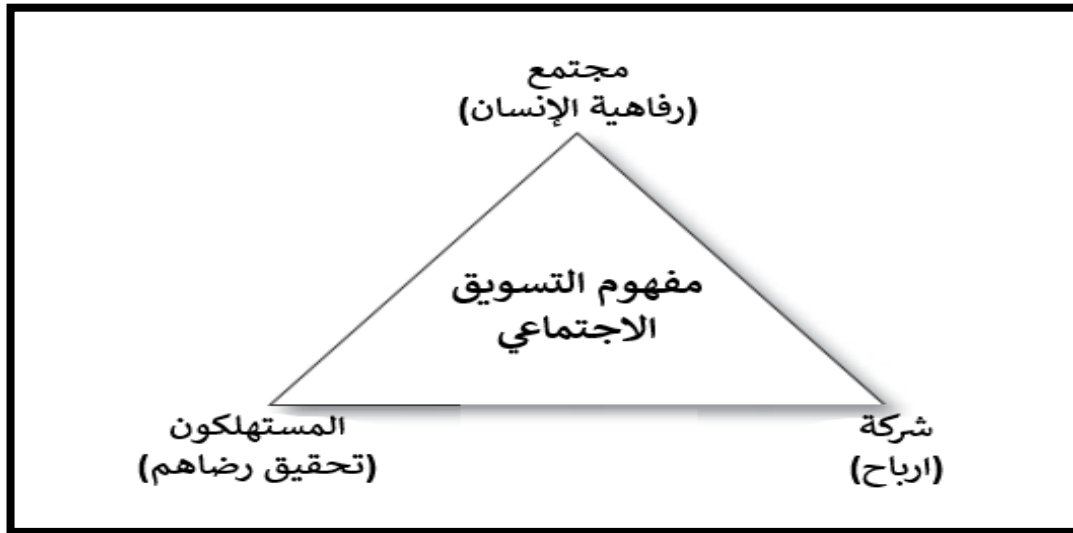 مجتمع
(رفاهية الإنسان)
مفهوم التسويق
الاجتماعي
شركة
(ارباح)
المستهلكون
(تحقيق رضاهم)